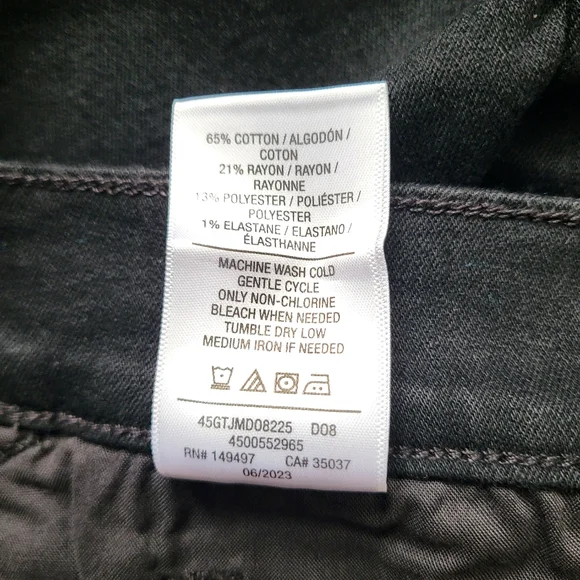 65% COTTON / ALGODÓN /
COTON
21% RAYON / RAYON /
RAYONNE
13% POLYESTER / POLIÉSTER /
POLYESTER
1% ELASTANE / ELASTANO /
ÉLASTHANNE
MACHINE WASH COLD
GENTLE CYCLE
ONLY NON-CHLORINE
BLEACH WHEN NEEDED
TUMBLE DRY LOW
MEDIUM IRON IF NEEDED
45GTJMDO8225 DO8
4500552965
RN# 149497 CA# 35037
06/2023